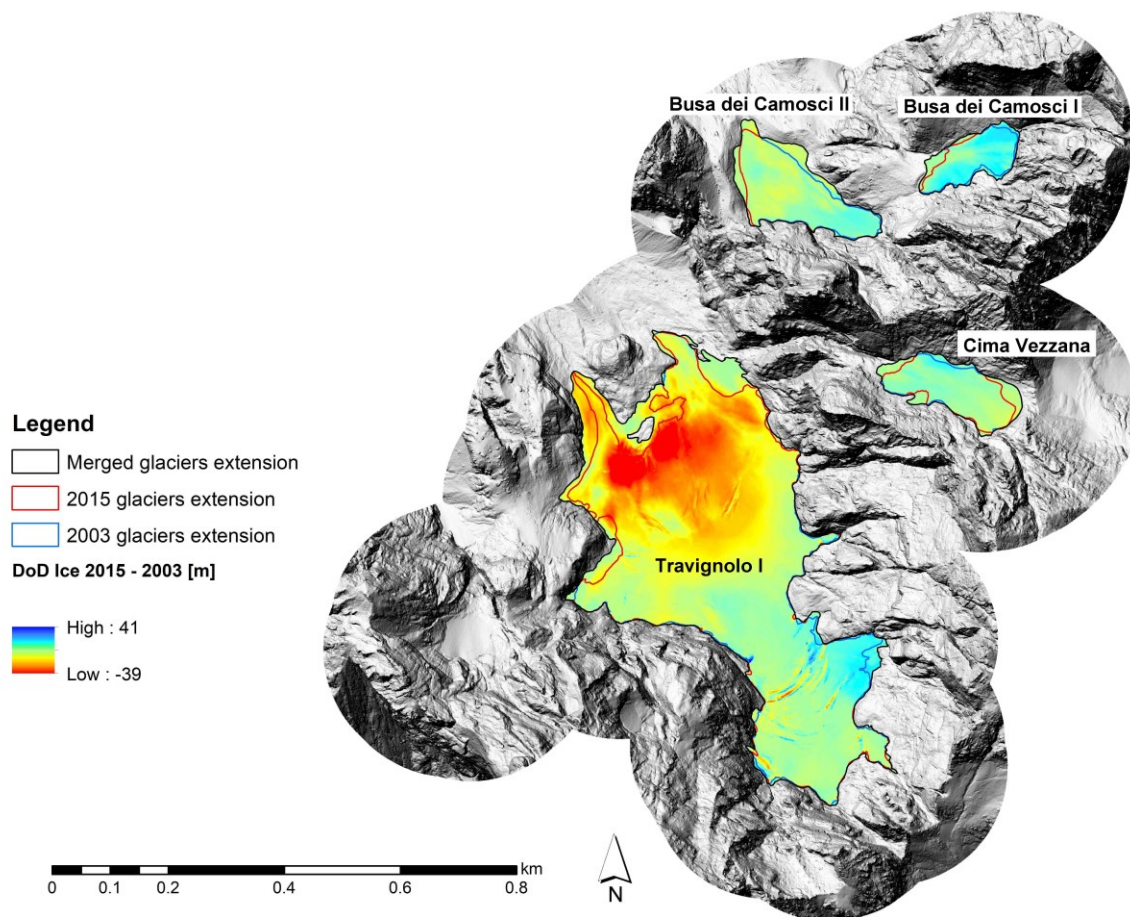 Busa dei Camosci II
Busa dei Camosci I
Cima Vezzana
Travignolo I
Legend
Merged glaciers extension
2015 glaciers extension
2003 glaciers extension
DoD Ice 2015 - 2003 [m]
High : 41
Low : -39
km
0 0.1 0.2 0.4 0.6 0.8
N